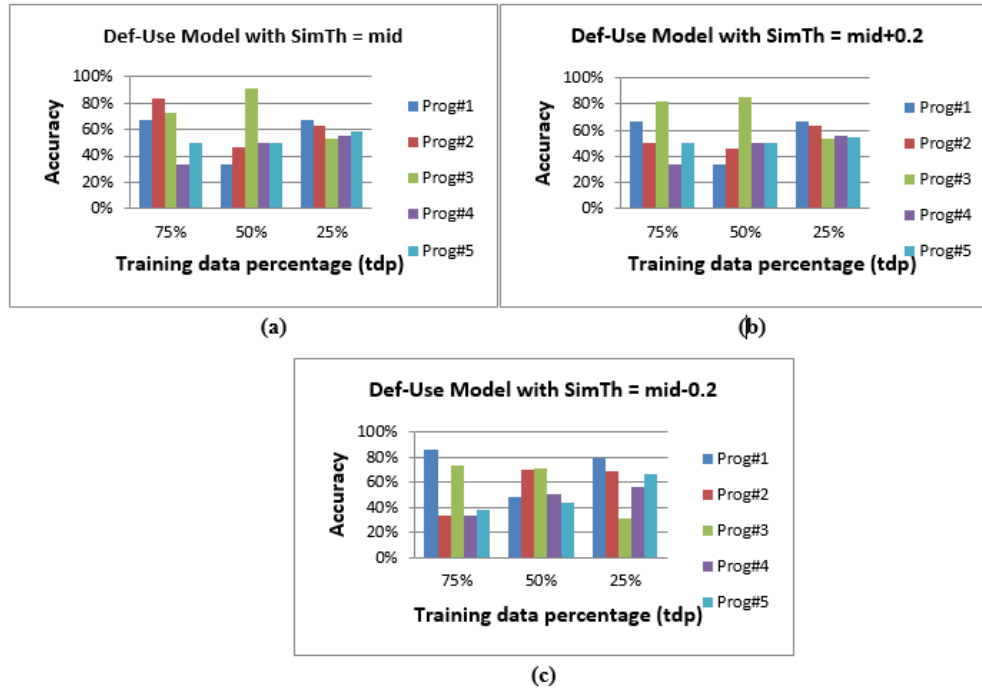 Def-Use Model with SimTh = mid
100%
80%
60%
40%
20%
0%
Accuracy
75%
50%
25%
Training data percentage (tdp)
Prog#1
Prog#2
Prog#3
Prog#4
Prog#5
(a)
Def-Use Model with SimTh = mid+0.2
100%
80%
60%
40%
20%
0%
Accuracy
75%
50%
25%
Training data percentage (tdp)
Prog#1
Prog#2
Prog#3
Prog#4
Prog#5
(b)
Def-Use Model with SimTh = mid-0.2
100%
80%
60%
40%
20%
0%
Accuracy
75%
50%
25%
Training data percentage (tdp)
Prog#1
Prog#2
Prog#3
Prog#4
Prog#5
(c)